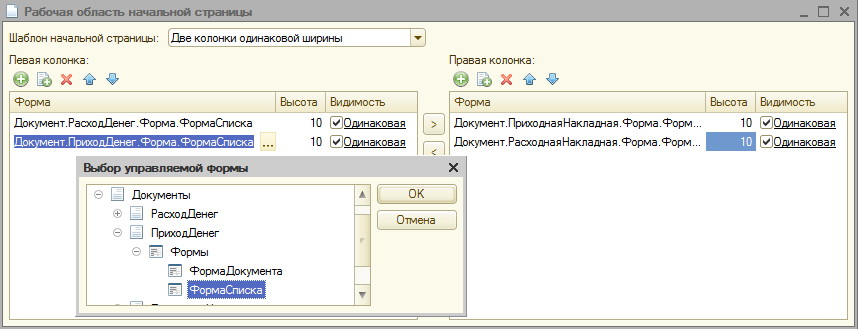 Рабочая область начальной страницы
Шаблон начальной страницы: Две колонки одинаковой ширины
Левая колонка:
Форма Высота Видимость
Документ.РасходДенег.Форма.ФормаСписка 10 Одинаковая
Документ.ПриходДенег.Форма.ФормаСписка ... 10 Одинаковая
>
<
Правая колонка:
Форма Высота Видимость
Документ.ПриходнаяНакладная.Форма.Форм... 10 Одинаковая
Документ.РасходнаяНакладная.Форма.Форм... 10 Одинаковая
Выбор управляемой формы
Документы
РасходДенег
ПриходДенег
Формы
ФормаДокумента
ФормаСписка
OK
Отмена